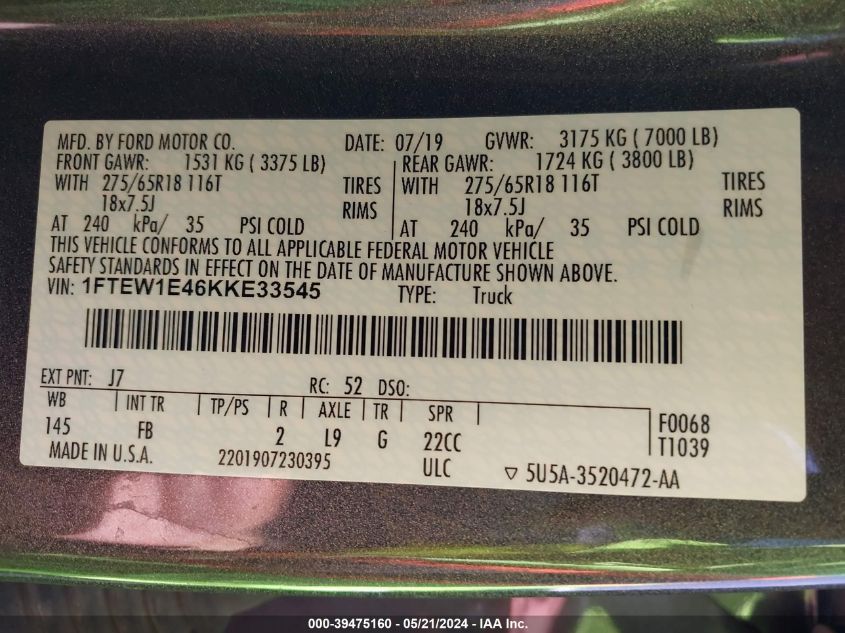 MFD. BY FORD MOTOR CO. DATE: 07/19 GVWR: 3175 KG ( 7000 LB)
FRONT GAWR: 1531 KG ( 3375 LB) REAR GAWR: 1724 KG ( 3800 LB)
WITH 275/65R18 116T TIRES WITH 275/65R18 116T TIRES
18x7.5J RIMS 18x7.5J RIMS
AT 240 kPa/ 35 PSI COLD AT 240 kPa/ 35 PSI COLD
THIS VEHICLE CONFORMS TO ALL APPLICABLE FEDERAL MOTOR VEHICLE
SAFETY STANDARDS IN EFFECT ON THE DATE OF MANUFACTURE SHOWN ABOVE.
VIN: 1FTEW1E46KKE33545 TYPE: Truck
EXT PNT: J7 RC: 52 DSO:
WB INT TR TP/PS R AXLE TR SPR F0068
145 FB 2 L9 G 22CC T1039
MADE IN U.S.A. 2201907230395 ULC ▽ 5U5A-3520472-AA
000-39475160 - 05/21/2024 - IAA Inc.